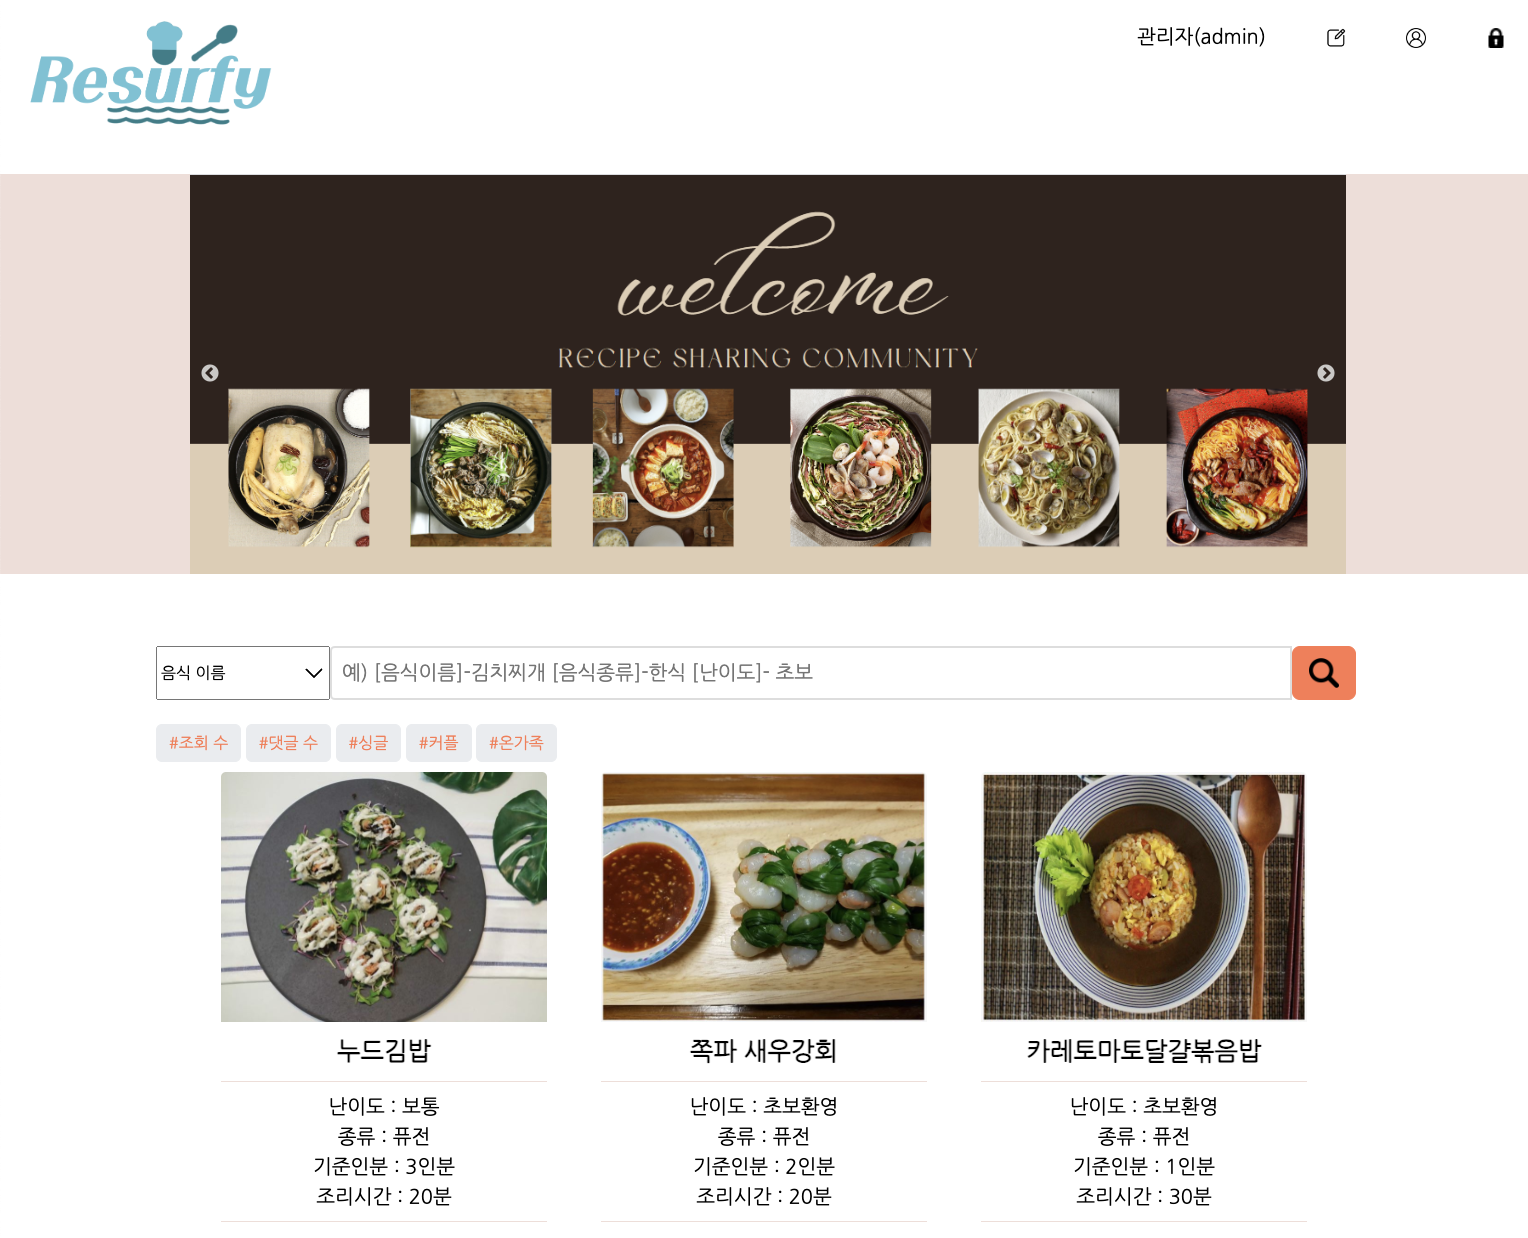 Resurfy
관리자(admin)
welcome
RECIPE SHARING COMMUNITY
음식 이름
예) [음식이름]-김치찌개 [음식종류]-한식 [난이도]- 초보
#조회 수 #댓글 수 #싱글 #커플 #온가족
누드김밥
난이도 : 보통
종류 : 퓨전
기준인분 : 3인분
조리시간 : 20분
쪽파 새우강회
난이도 : 초보환영
종류 : 퓨전
기준인분 : 2인분
조리시간 : 20분
카레토마토달걀볶음밥
난이도 : 초보환영
종류 : 퓨전
기준인분 : 1인분
조리시간 : 30분